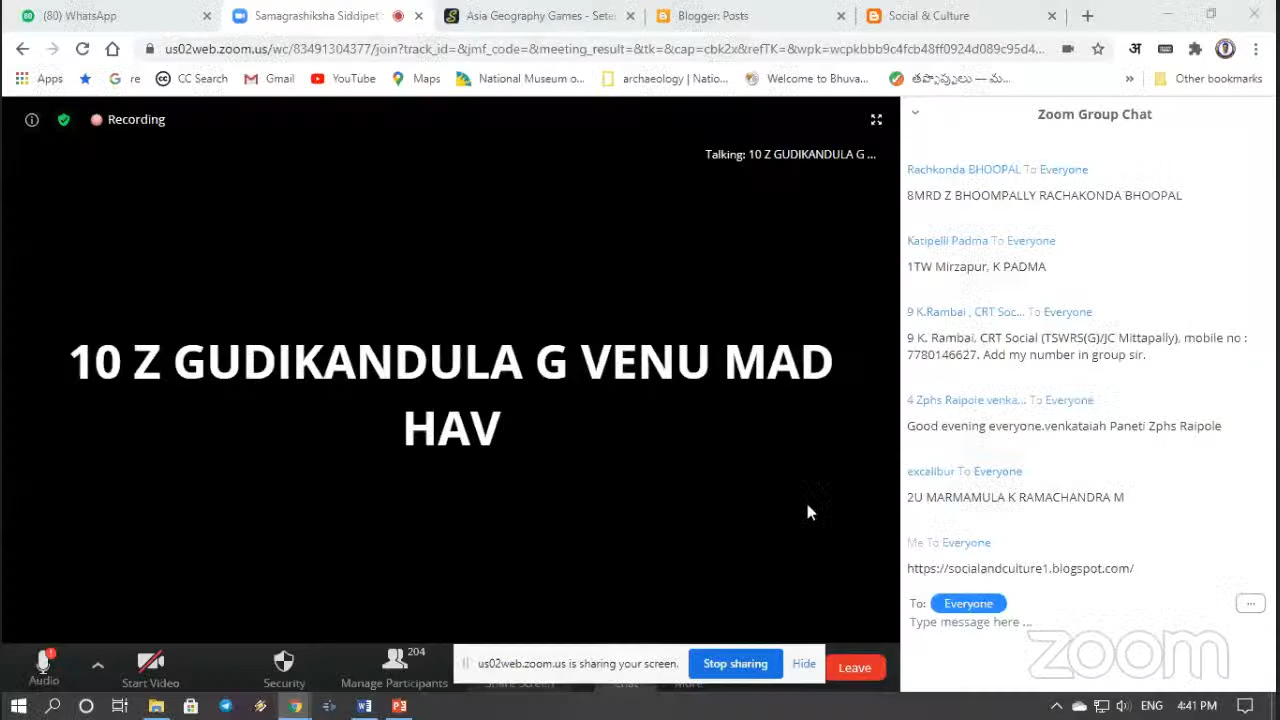 (80) WhatsApp
Samagrashiksha Siddipet
Asia Geography Games - Seter
Blogger: Posts
Social & Culture
us02web.zoom.us/wc/83491304377/join?track_id=&jmf_code=&meeting_result=&tk=&cap=cbk2x&refTK=&wpk=wcpkbbb9c4fcb48ff0924d089c95d4...
अ
Apps
re
CC Search
Gmail
YouTube
Maps
National Museum o...
archaeology | Natio...
Welcome to Bhuva...
తప్పొప్పులు — మ...
»
Other bookmarks
Recording
Talking: 10 Z GUDIKANDULA G ...
10 Z GUDIKANDULA G VENU MAD
HAV
Zoom Group Chat
Rachkonda BHOOPAL To Everyone
8MRD Z BHOOMPALLY RACHAKONDA BHOOPAL
Katipelli Padma To Everyone
1TW Mirzapur, K PADMA
9 K.Rambai , CRT Soc... To Everyone
9 K. Rambai, CRT Social (TSWRS(G)/JC Mittapally), mobile no :
7780146627. Add my number in group sir.
4 Zphs Raipole venka... To Everyone
Good evening everyone.venkataiah Paneti Zphs Raipole
excalibur To Everyone
2U MARMAMULA K RAMACHANDRA M
Me To Everyone
https://socialandculture1.blogspot.com/
To: Everyone ...
Type message here ...
zoom
Audio
Start Video
Security
204
Manage Participants
Share Screen
Chat
More
us02web.zoom.us is sharing your screen.
Stop sharing
Hide
Leave
ENG
4:41 PM